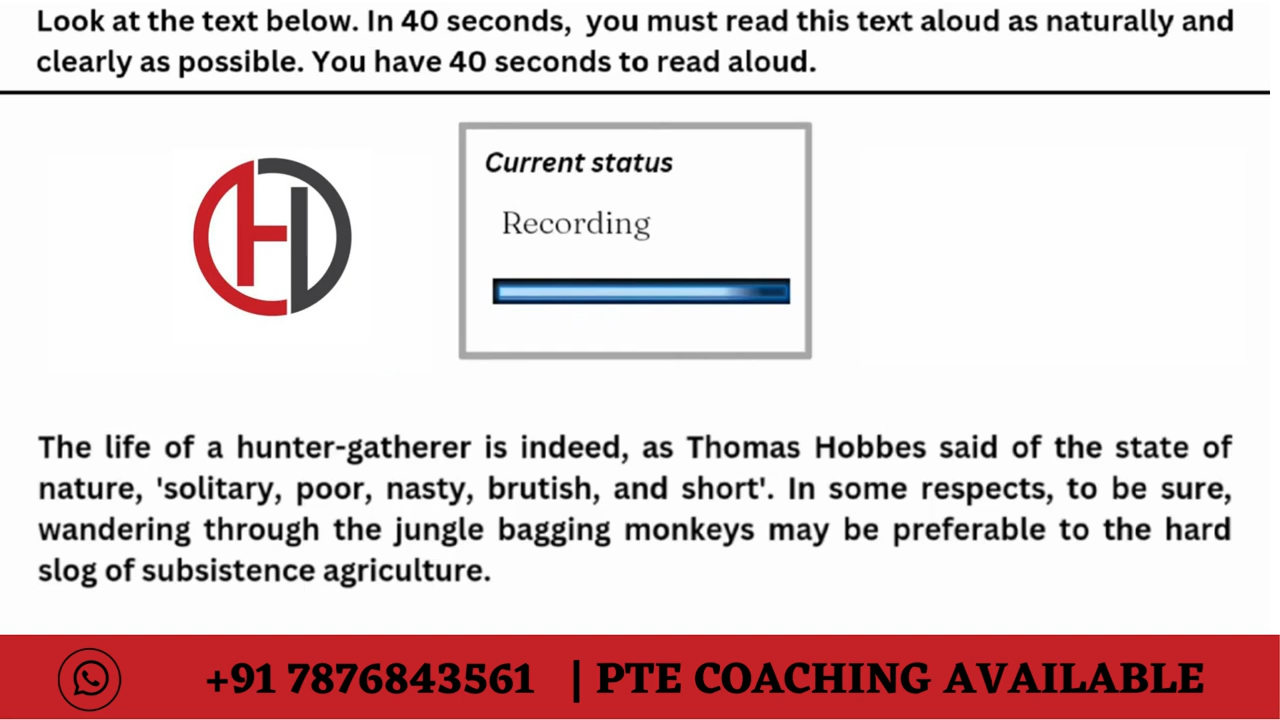 Look at the text below. In 40 seconds, you must read this text aloud as naturally and
clearly as possible. You have 40 seconds to read aloud.
Current status
Recording
The life of a hunter-gatherer is indeed, as Thomas Hobbes said of the state of
nature, 'solitary, poor, nasty, brutish, and short'. In some respects, to be sure,
wandering through the jungle bagging monkeys may be preferable to the hard
slog of subsistence agriculture.
+91 7876843561 | PTE COACHING AVAILABLE